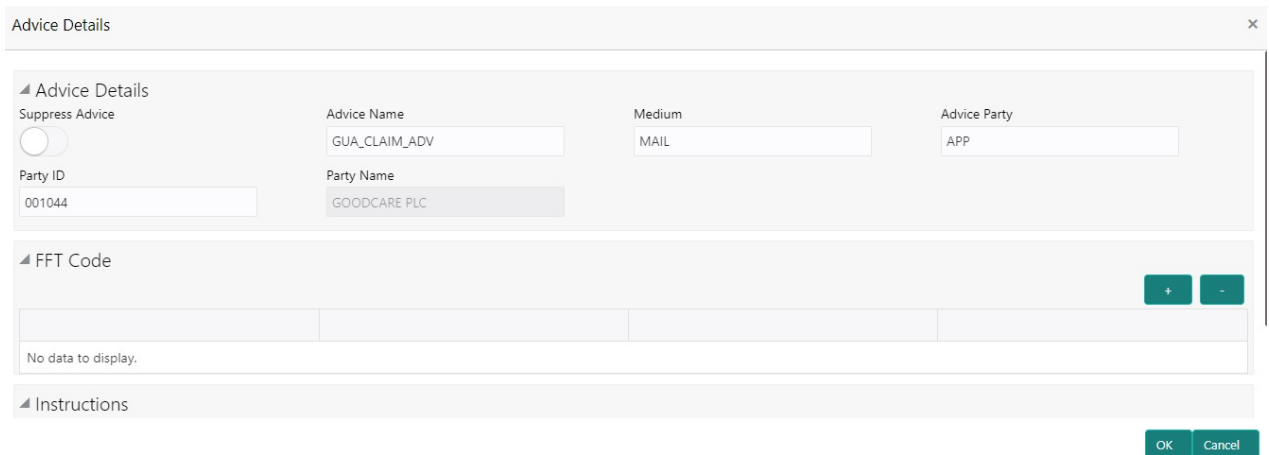 Advice Details ×
Advice Details
Suppress Advice Advice Name Medium Advice Party
GUA_CLAIM_ADV MAIL APP
Party ID Party Name
001044 GOODCARE PLC
FFT Code
+ -
No data to display.
Instructions
OK Cancel